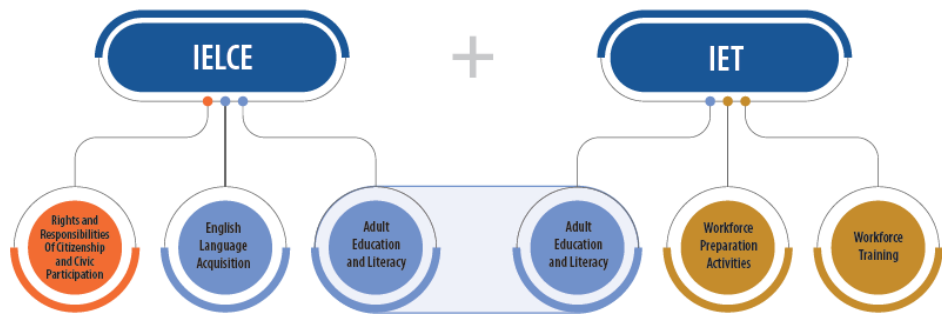 IELCE
+
IET
Rights and
Responsibilities
Of Citizenship
and Civic
Participation
English
Language
Acquisition
Adult
Education
and Literacy
Adult
Education
and Literacy
Workforce
Preparation
Activities
Workforce
Training